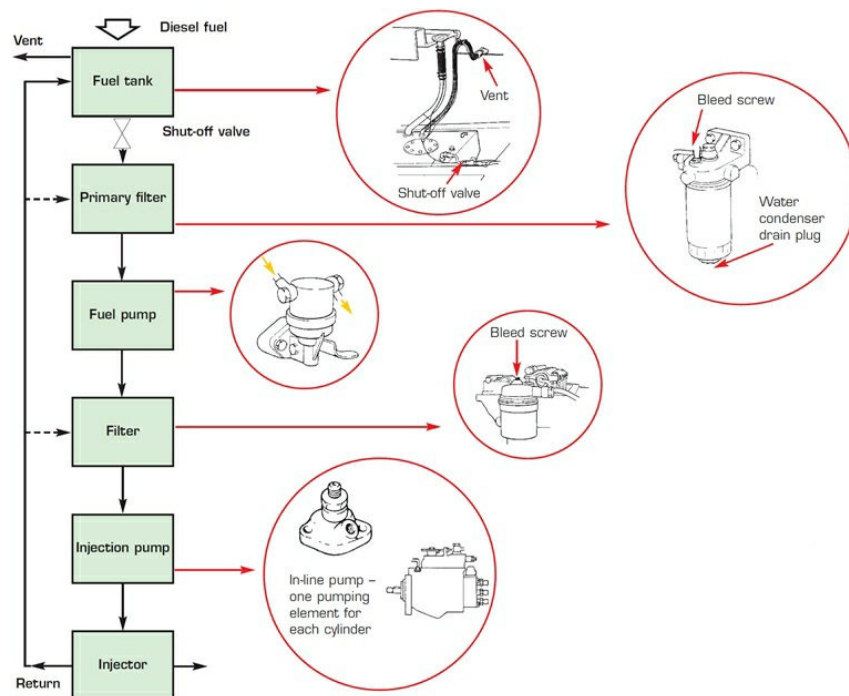 Diesel fuel
Vent
Fuel tank
Shut-off valve
Vent
Shut-off valve
Bleed screw
Primary filter
Water
condenser
drain plug
Fuel pump
Bleed screw
Filter
Injection pump
In-line pump –
one pumping
element for
each cylinder
Injector
Return